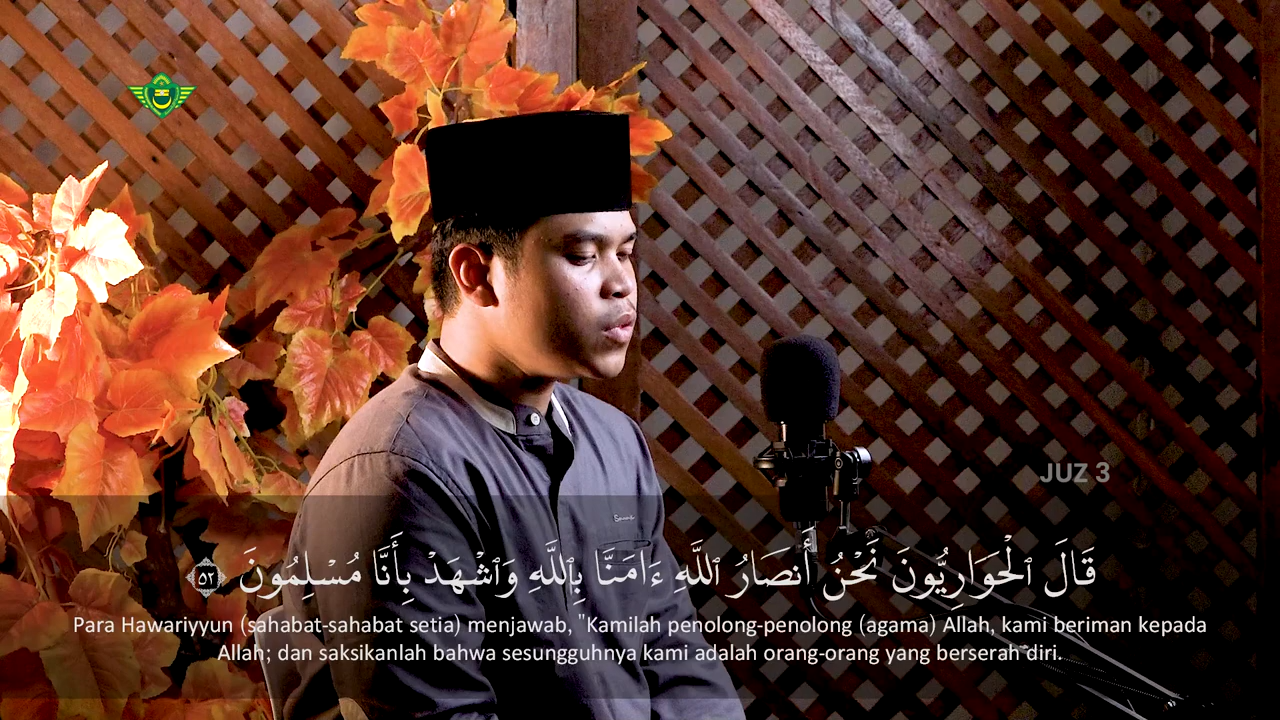 JUZ 3
قَالَ ٱلْحَوَارِيُّونَ نَحْنُ أَنصَارُ ٱللَّهِ ءَامَنَّا بِٱللَّهِ وَٱشْهَدْ بِأَنَّا مُسْلِمُونَ ٥٢
Para Hawariyyun (sahabat-sahabat setia) menjawab, "Kamilah penolong-penolong (agama) Allah, kami beriman kepada
Allah; dan saksikanlah bahwa sesungguhnya kami adalah orang-orang yang berserah diri.